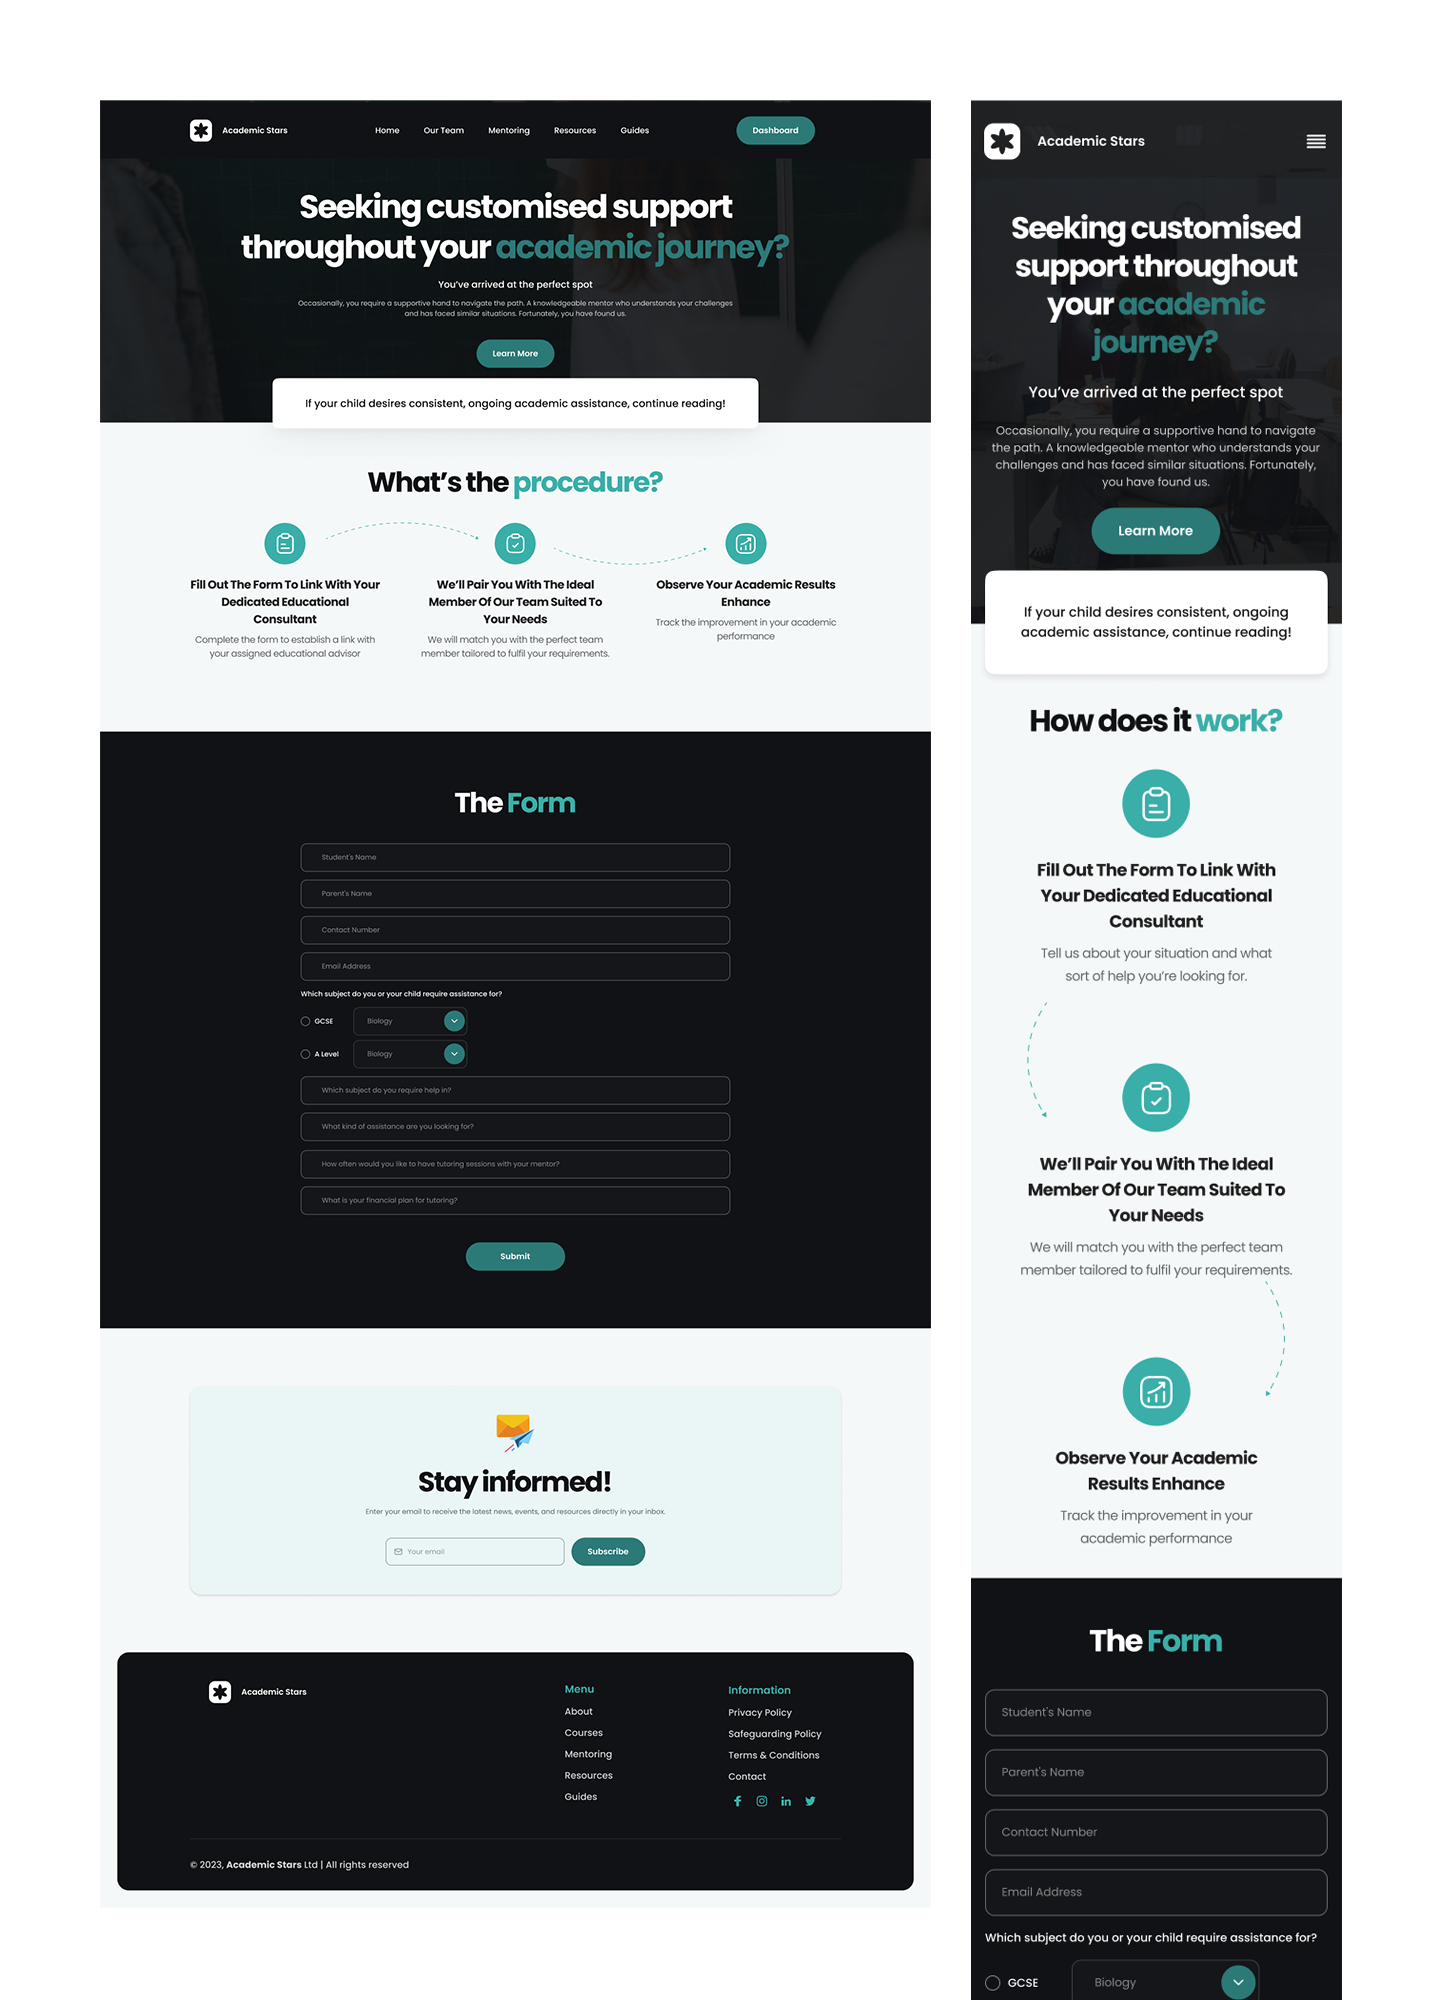 Academic Stars
Home
Our Team
Mentoring
Resources
Guides
Dashboard
Seeking customised support
throughout your academic journey?
You've arrived at the perfect spot
Occasionally, you require a supportive hand to navigate the path. A knowledgeable mentor who understands your challenges
and has faced similar situations. Fortunately, you have found us.
Learn More
If your child desires consistent, ongoing academic assistance, continue reading!
What's the procedure?
Fill Out The Form To Link With Your
Dedicated Educational
Consultant
Complete the form to establish a link with
your assigned educational advisor
We'll Pair You With The Ideal
Member Of Our Team Suited To
Your Needs
We will match you with the perfect team
member tailored to fulfil your requirements.
Observe Your Academic Results
Enhance
Track the improvement in your academic
performance
The Form
Student's Name
Parent's Name
Contact Number
Email Address
Which subject do you or your child require assistance for?
GCSE
Biology
A Level
Biology
Which subject do you require help in?
What kind of assistance are you looking for?
How often would you like to have tutoring sessions with your mentor?
What is your financial plan for tutoring?
Submit
Stay informed!
Enter your email to receive the latest news, events, and resources directly in your inbox.
Your email
Subscribe
Academic Stars
Menu
About
Courses
Mentoring
Resources
Guides
Information
Privacy Policy
Safeguarding Policy
Terms & Conditions
Contact
© 2023, Academic Stars Ltd | All rights reserved
Academic Stars
Seeking customised
support throughout
your academic
journey?
You've arrived at the perfect spot
Occasionally, you require a supportive hand to navigate
the path. A knowledgeable mentor who understands your
challenges and has faced similar situations. Fortunately,
you have found us.
Learn More
If your child desires consistent, ongoing
academic assistance, continue reading!
How does it work?
Fill Out The Form To Link With
Your Dedicated Educational
Consultant
Tell us about your situation and what
sort of help you're looking for.
We'll Pair You With The Ideal
Member Of Our Team Suited To
Your Needs
We will match you with the perfect team
member tailored to fulfil your requirements.
Observe Your Academic
Results Enhance
Track the improvement in your
academic performance
The Form
Student's Name
Parent's Name
Contact Number
Email Address
Which subject do you or your child require assistance for?
GCSE
Biology